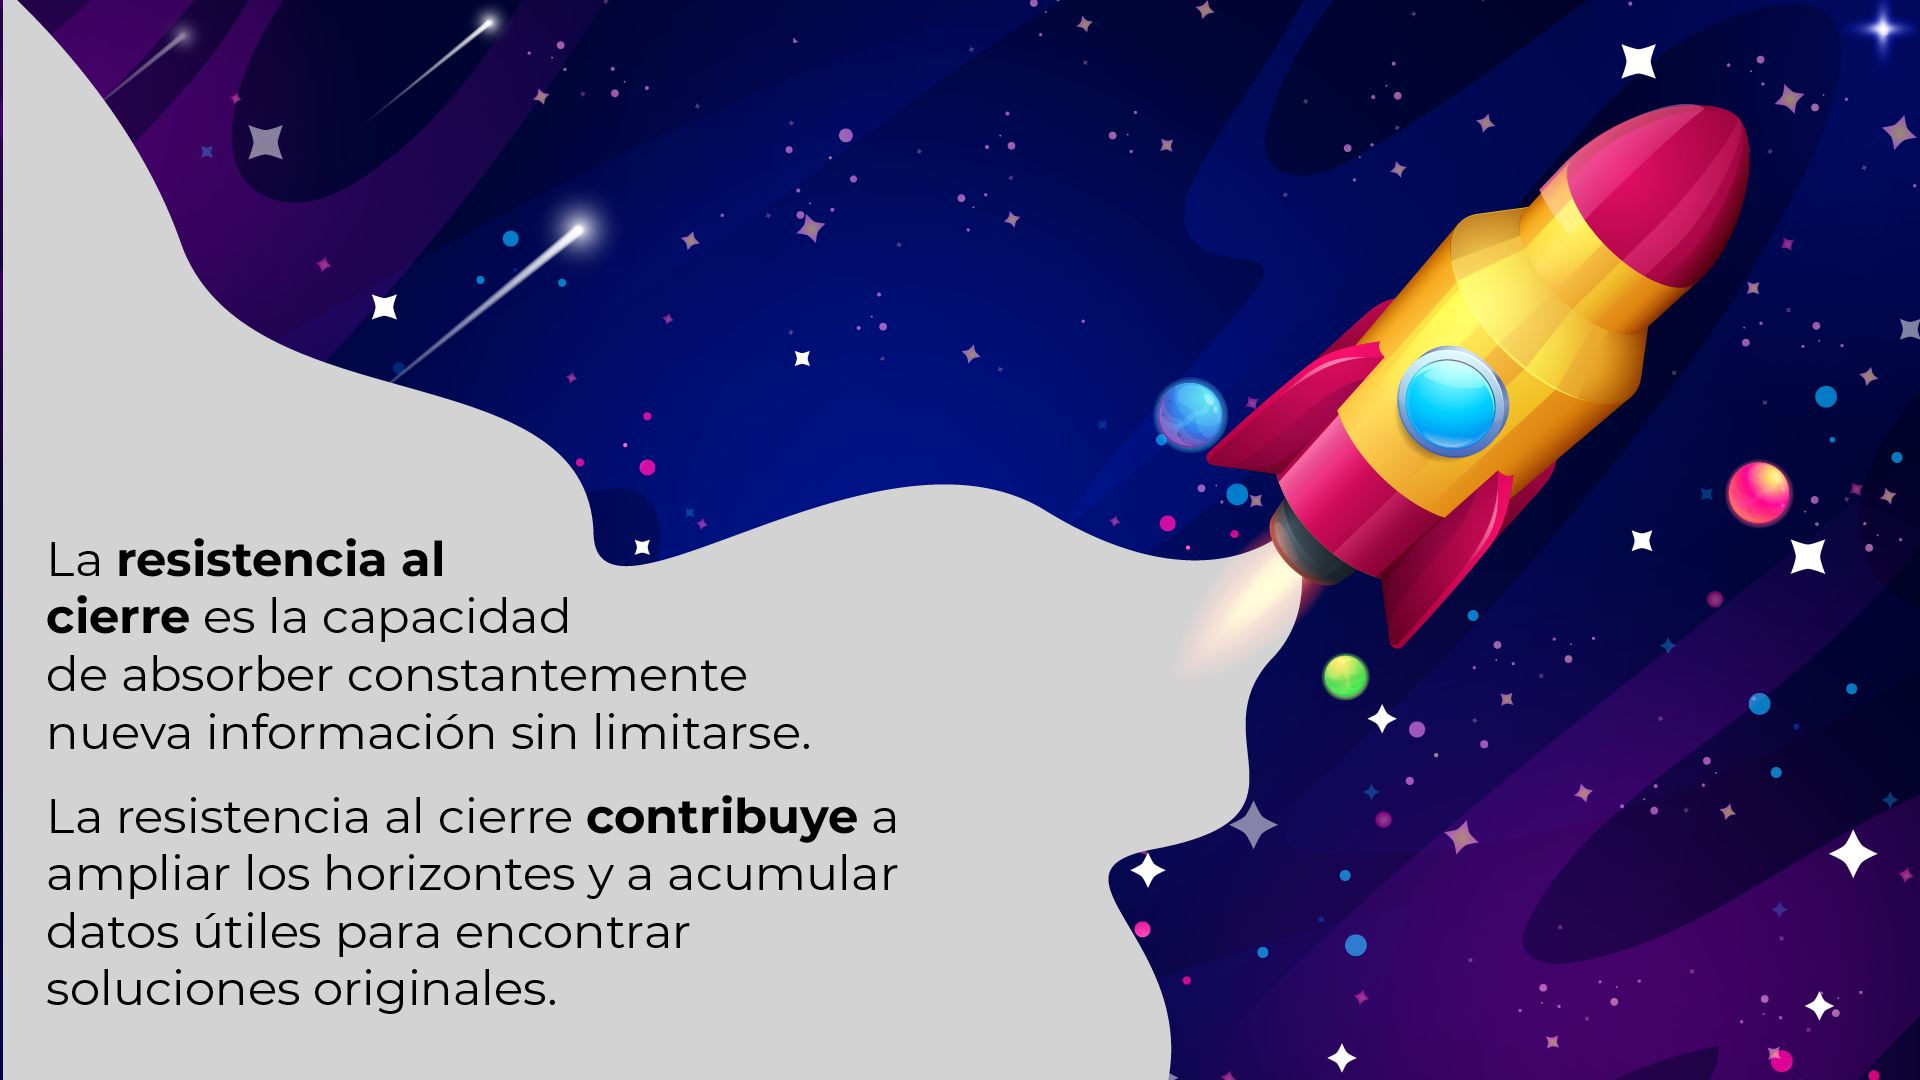 La resistencia al
cierre es la capacidad
de absorber constantemente
nueva información sin limitarse.
La resistencia al cierre contribuye a
ampliar los horizontes y a acumular
datos útiles para encontrar
soluciones originales.